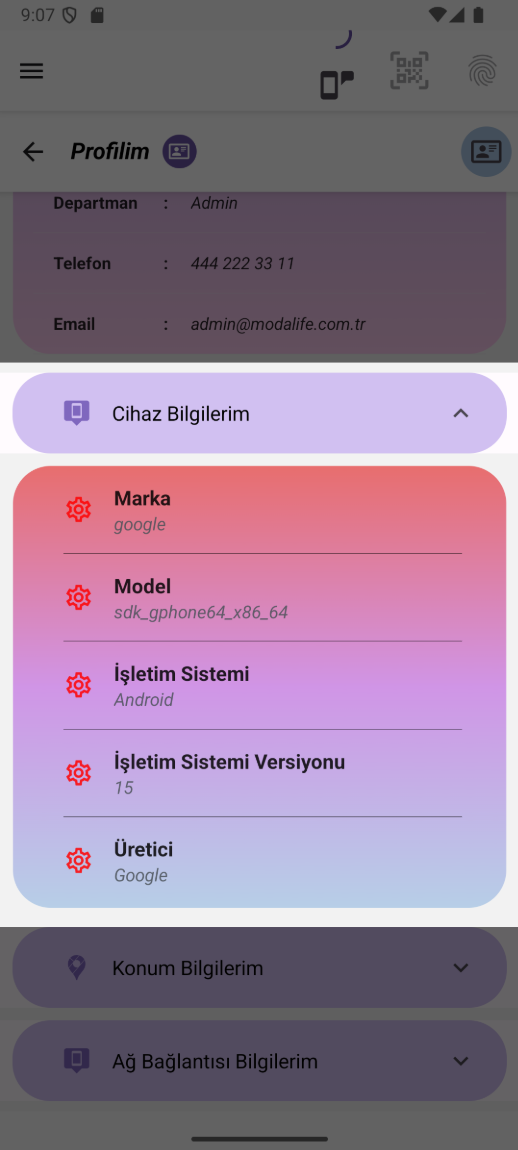 9:07
Profilim
Departman : Admin
Telefon : 444 222 33 11
Email : admin@modalife.com.tr
Cihaz Bilgilerim
Marka
google
Model
sdk_gphone64_x86_64
İşletim Sistemi
Android
İşletim Sistemi Versiyonu
15
Üretici
Google
Konum Bilgilerim
Ağ Bağlantısı Bilgilerim